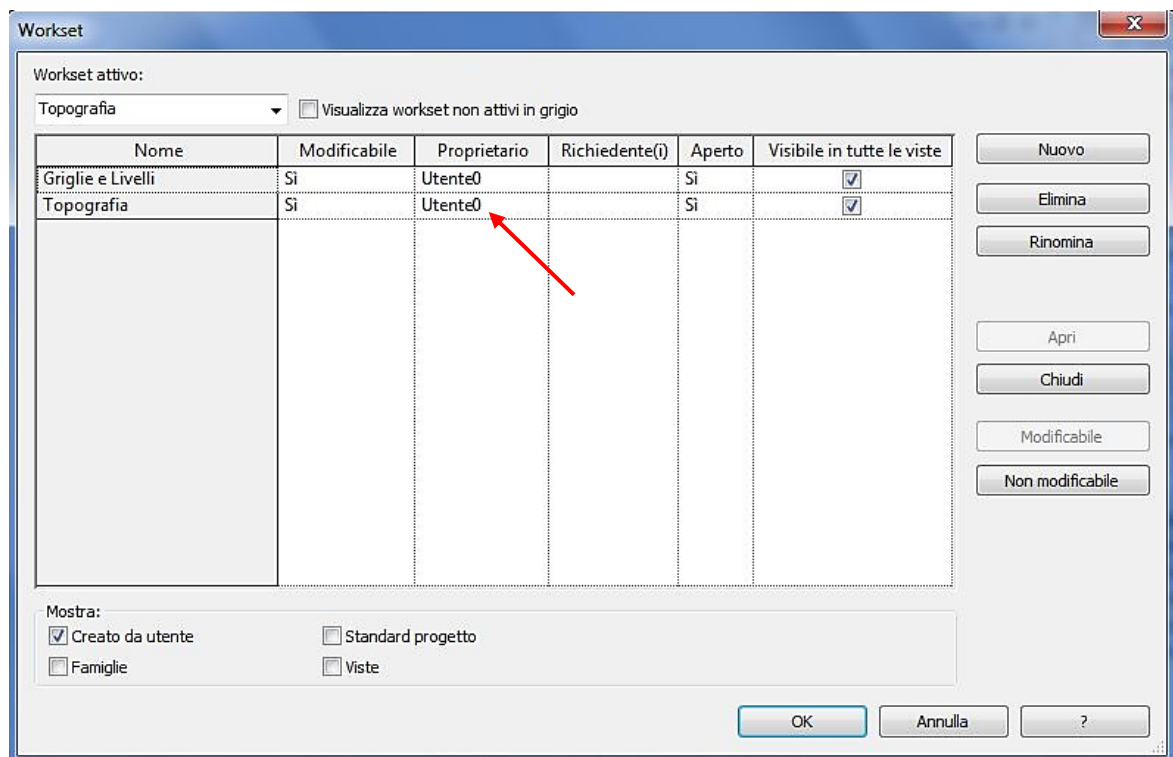 Workset
Workset attivo:
Topografia
Visualizza workset non attivi in grigio
Nome Modificabile Proprietario Richiedente(i) Aperto Visibile in tutte le viste
Griglie e Livelli Sì Utente0 Sì
Topografia Sì Utente0 Sì
Nuovo
Elimina
Rinomina
Apri
Chiudi
Modificabile
Non modificabile
Mostra:
Creato da utente Standard progetto
Famiglie Viste
OK Annulla ?